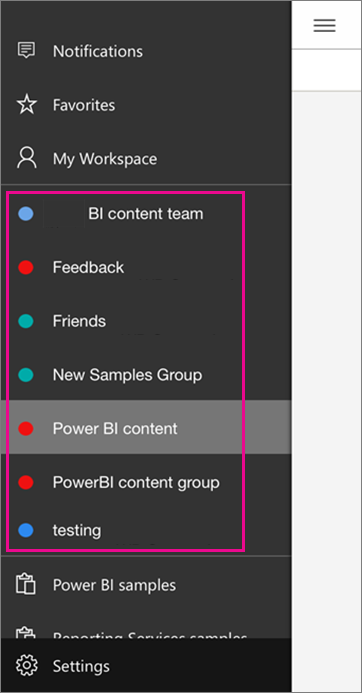 Notifications
Favorites
My Workspace
BI content team
Feedback
Friends
New Samples Group
Power BI content
PowerBI content group
testing
Power BI samples
Reporting Services samples
Settings